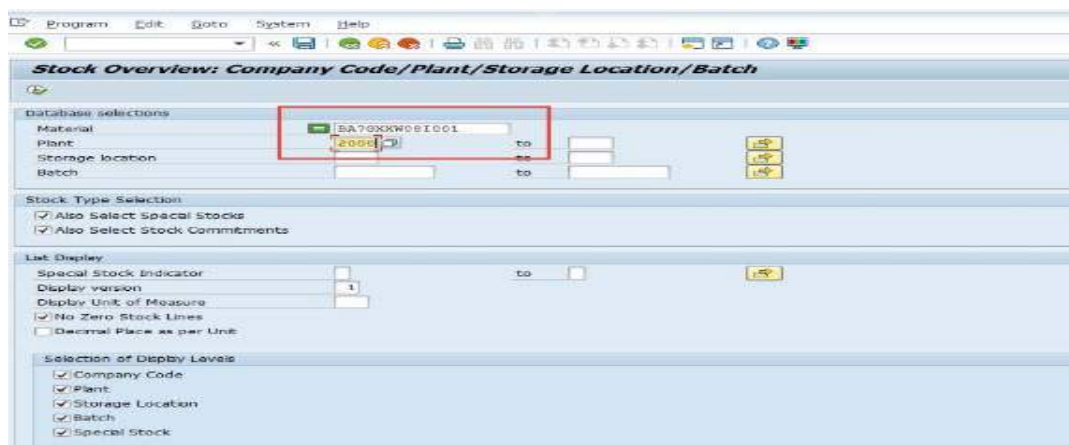 Program Edit Goto System Help
Stock Overview: Company Code/Plant/Storage Location/Batch
Database selections
Material BA70XXW08I001
Plant 2000 to
Storage location to
Batch to
Stock Type Selection
Also Select Special Stocks
Also Select Stock Commitments
List Display
Special Stock Indicator to
Display version 1
Display Unit of Measure
No Zero Stock Lines
Decimal Place as per Unit
Selection of Display Levels
Company Code
Plant
Storage Location
Batch
Special Stock